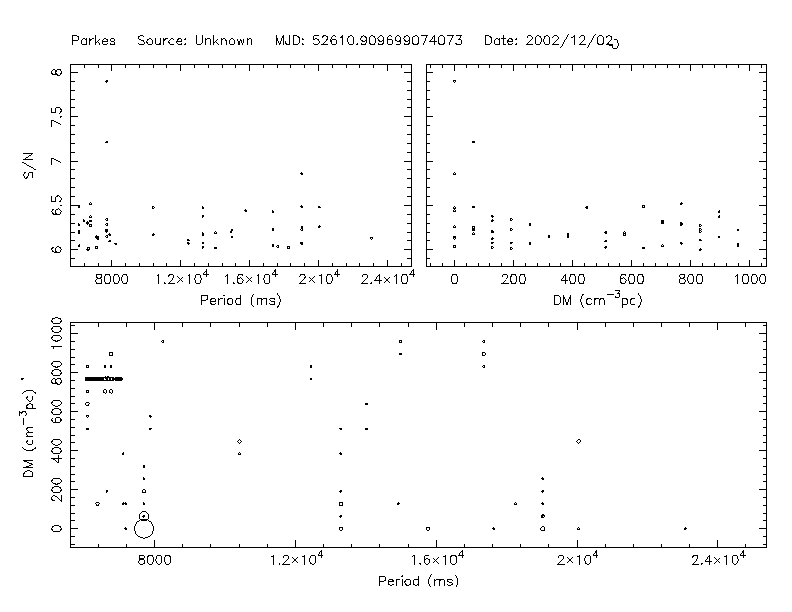 Parkes Source: Unknown MJD: 52610.909699074073 Date: 2002/12/02
8
7.5
7
6.5
6
S/N
8000 1.2×10⁴ 1.6×10⁴ 2×10⁴ 2.4×10⁴
Period (ms)
0 200 400 600 800 1000
DM (cm⁻³pc)
1000
800
600
400
200
0
DM (cm⁻³pc)
8000 1.2×10⁴ 1.6×10⁴ 2×10⁴ 2.4×10⁴
Period (ms)